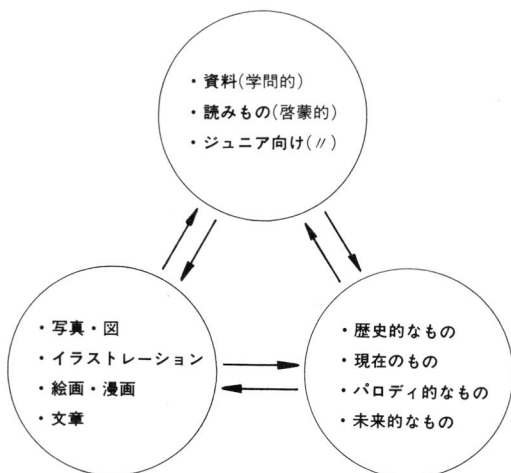 ・資料(学問的)
・読みもの(啓蒙的)
・ジュニア向け(〃)
・写真・図
・イラストレーション
・絵画・漫画
・文章
・歴史的なもの
・現在のもの
・パロディ的なもの
・未来的なもの